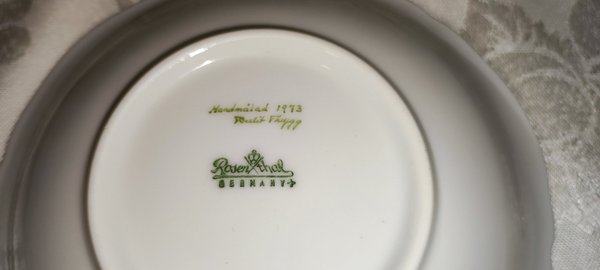 Handmålad 1973
Rosenthal
GERMANY